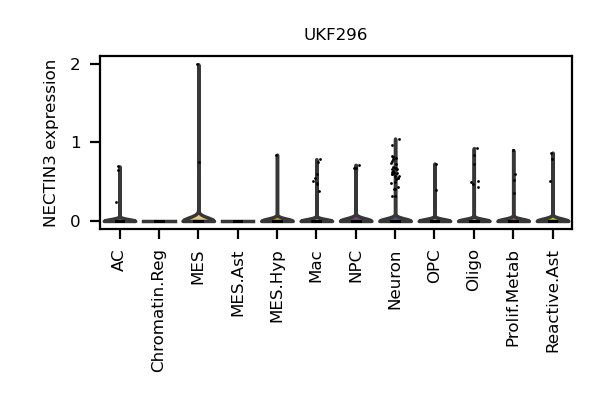 UKF296
NECTIN3 expression
2
1
0
AC
Chromatin.Reg
MES
MES.Ast
MES.Hyp
Mac
NPC
Neuron
OPC
Oligo
Prolif.Metab
Reactive.Ast